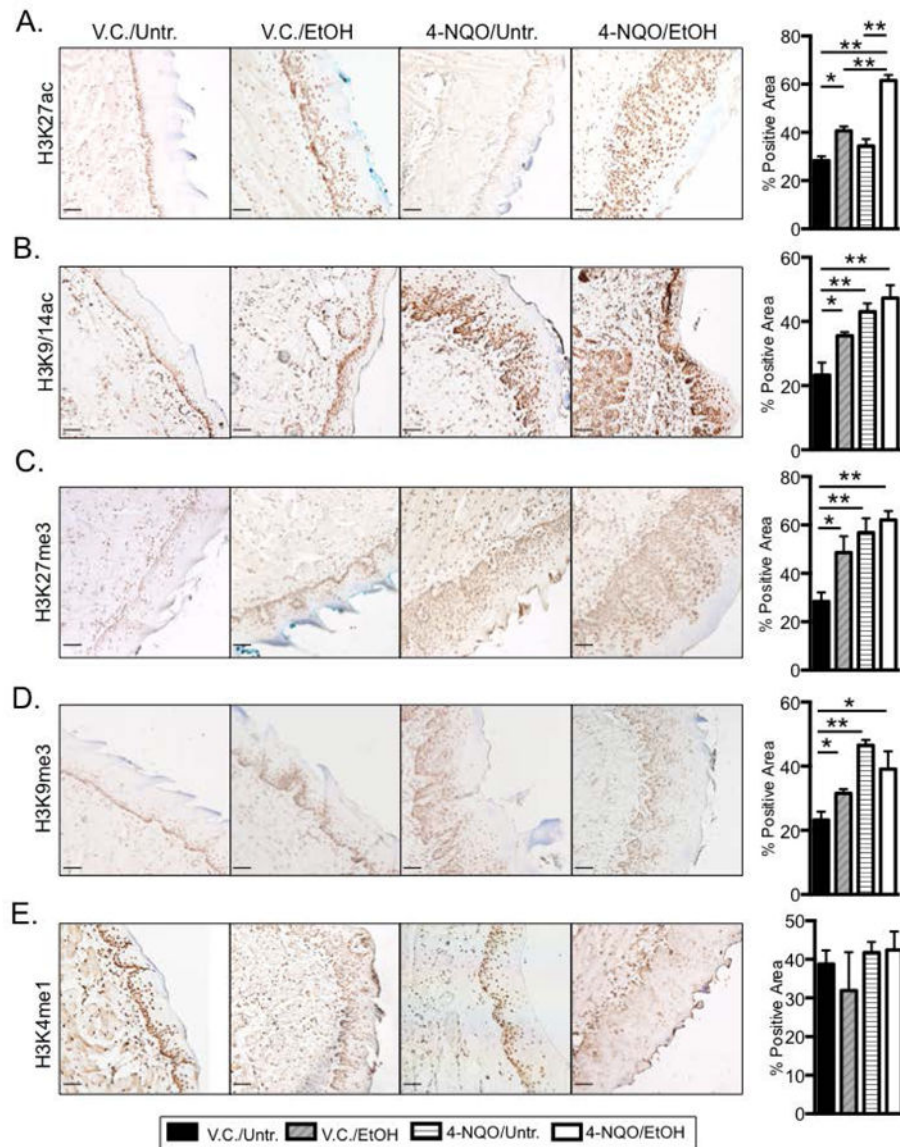 V.C./Untr. V.C./EtOH 4-NQO/Untr. 4-NQO/EtOH
A.
H3K27ac
% Positive Area
80
60
40
20
0
**
**
**
*
B.
H3K9/14ac
% Positive Area
60
40
20
0
**
**
*
C.
H3K27me3
% Positive Area
80
60
40
20
0
**
**
*
D.
H3K9me3
% Positive Area
60
40
20
0
*
**
*
E.
H3K4me1
% Positive Area
50
40
30
20
10
0
V.C./Untr. V.C./EtOH 4-NQO/Untr. 4-NQO/EtOH